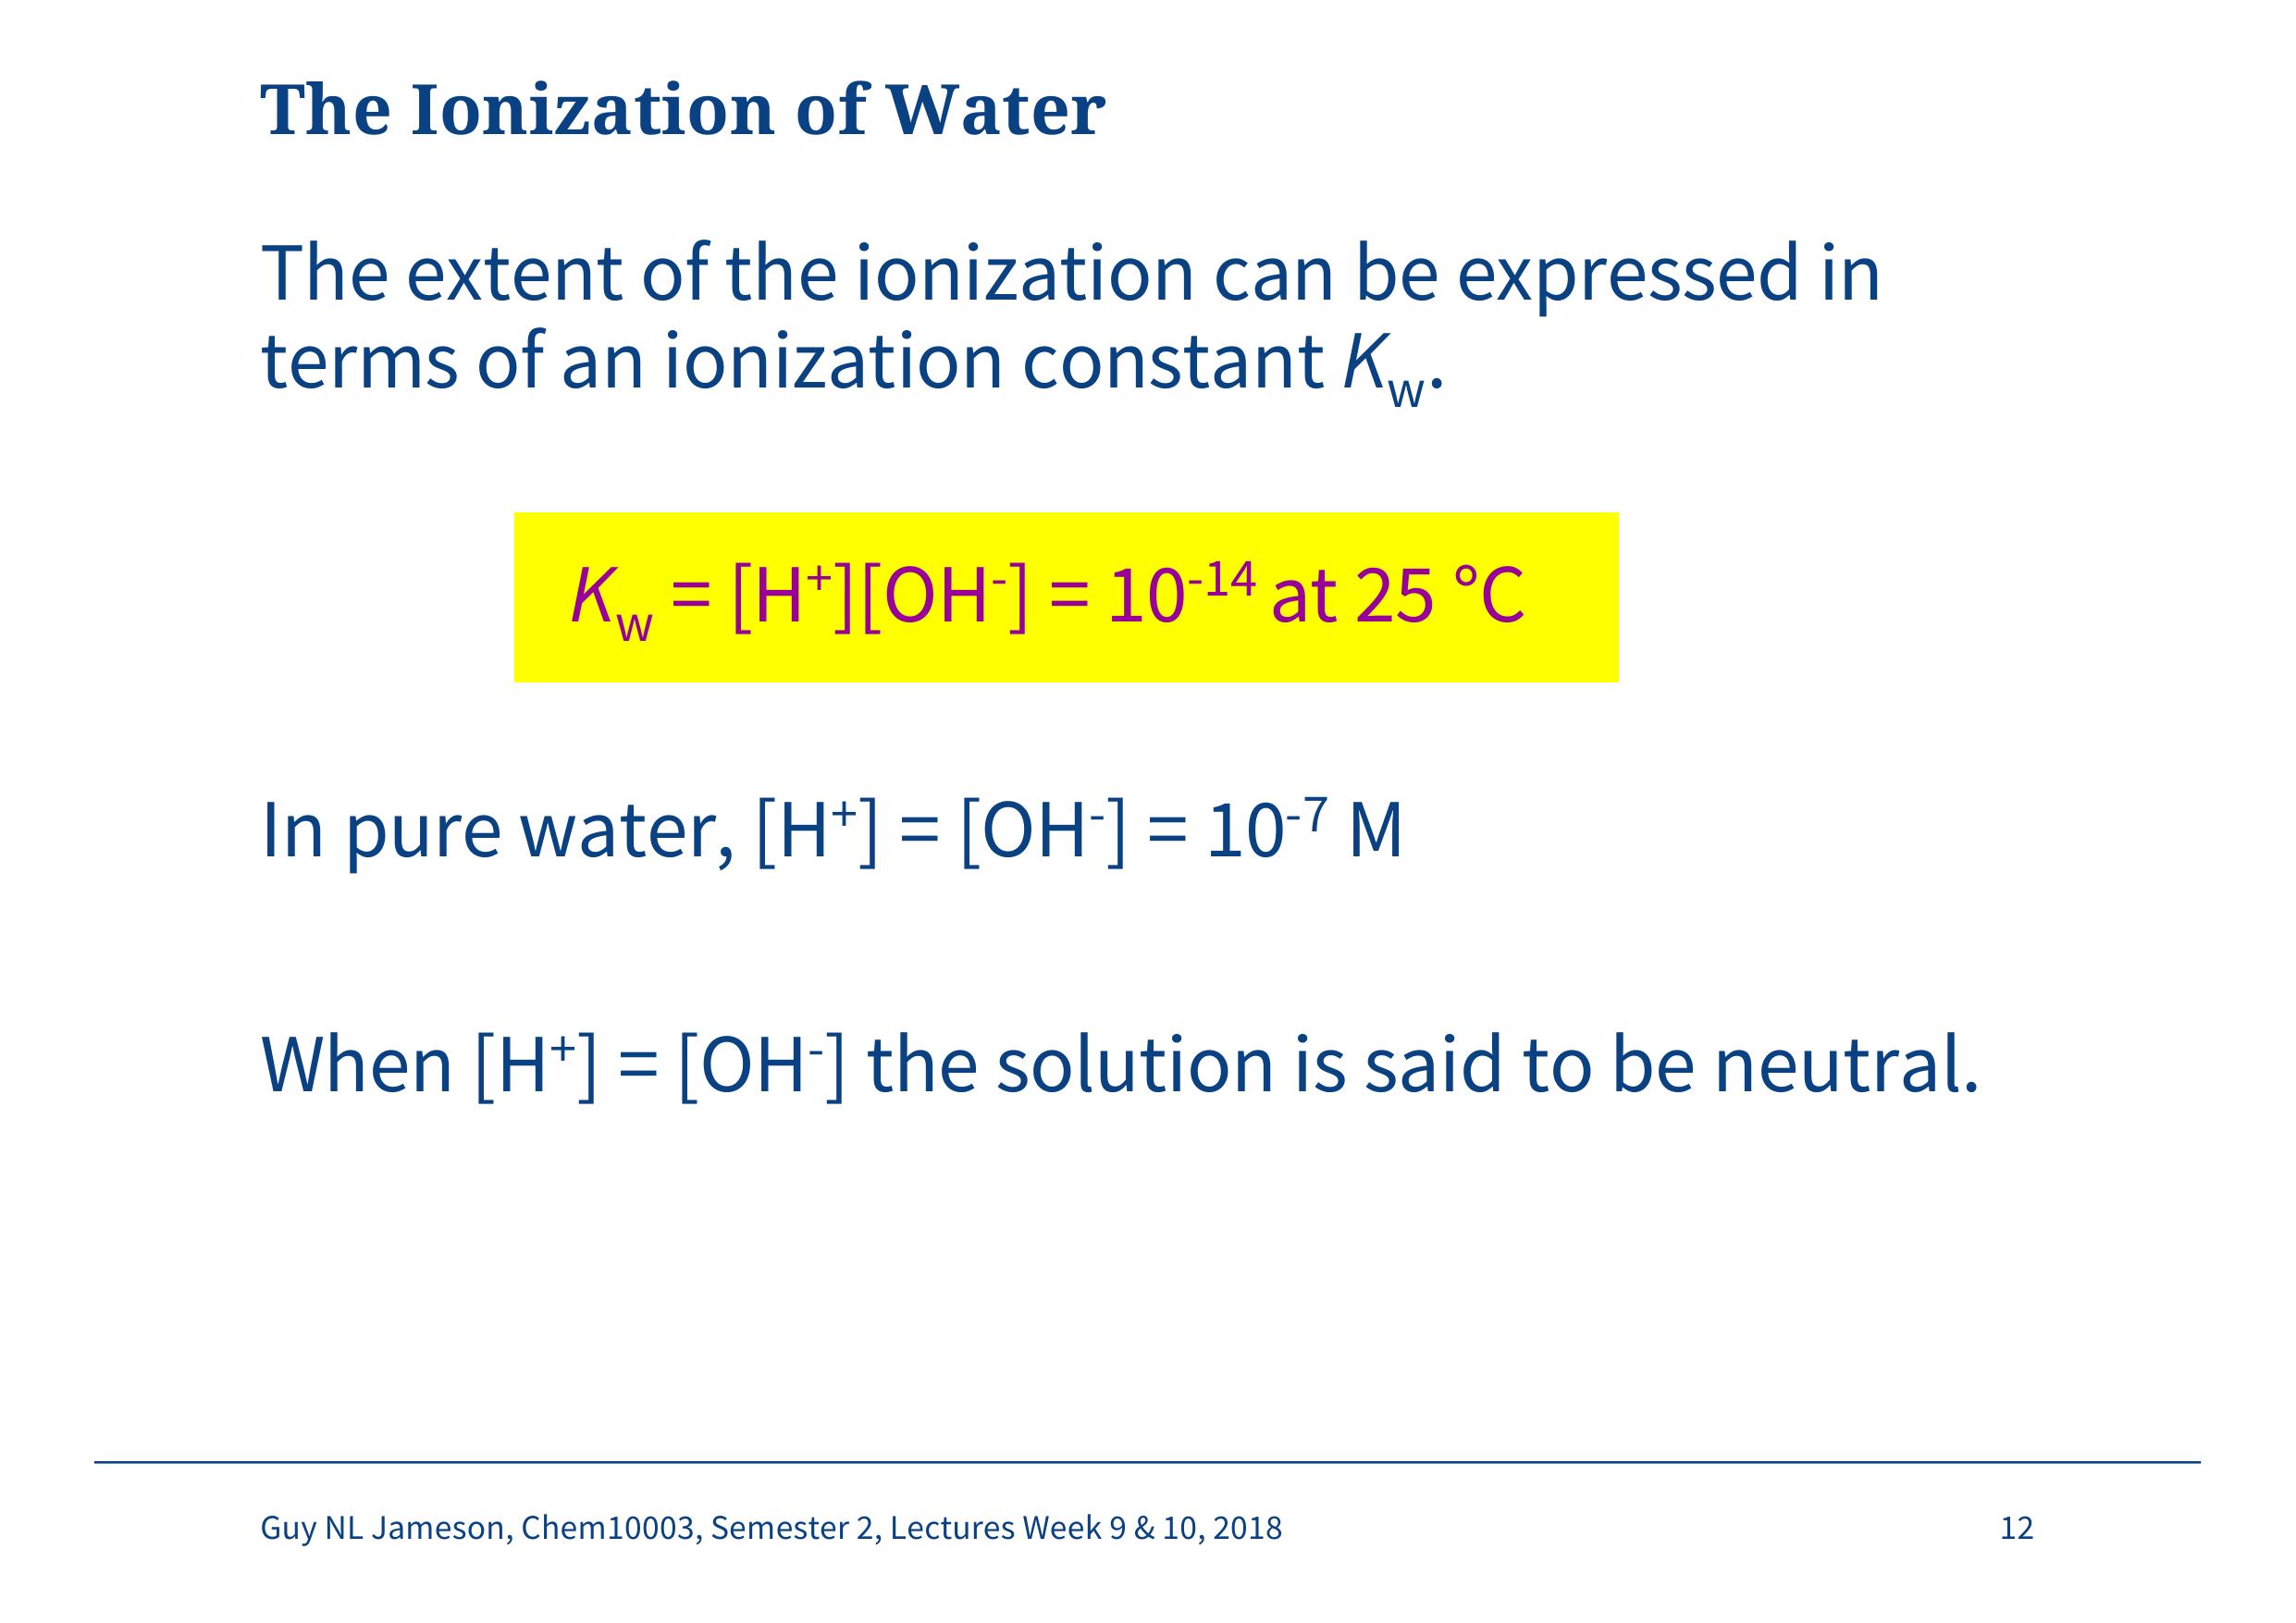 The Ionization of Water
The extent of the ionization can be expressed in
terms of an ionization constant K_w.
K_w = [H⁺][OH⁻] = 10⁻¹⁴ at 25 °C
In pure water, [H⁺] = [OH⁻] = 10⁻⁷ M
When [H⁺] = [OH⁻] the solution is said to be neutral.
Guy NL Jameson, Chem10003, Semester 2, Lectures Week 9 & 10, 2018 12